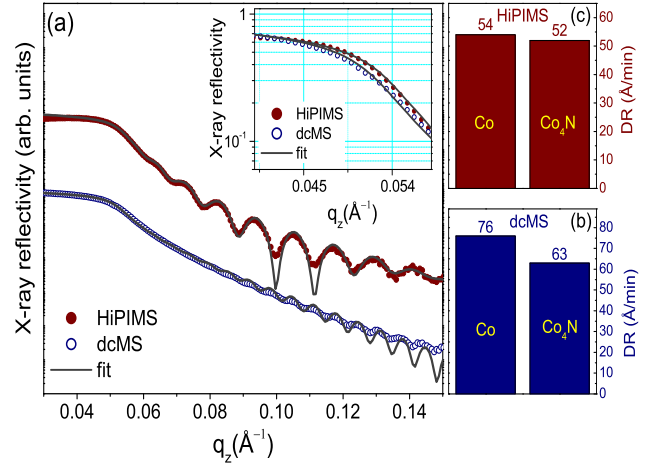 (a)
X-ray reflectivity (arb. units)
HiPIMS
dcMS
fit
0.04 0.06 0.08 0.10 0.12 0.14
q_z(Å⁻¹)
1
10⁻¹
X-ray reflectivity
HiPIMS
dcMS
fit
0.045 0.054
q_z(Å⁻¹)
HiPIMS
(c)
54
52
Co
Co₄N
60
50
40
30
20
10
0
DR (Å/min)
dcMS
(b)
76
63
Co
Co₄N
80
70
60
50
40
30
20
10
0
DR (Å/min)